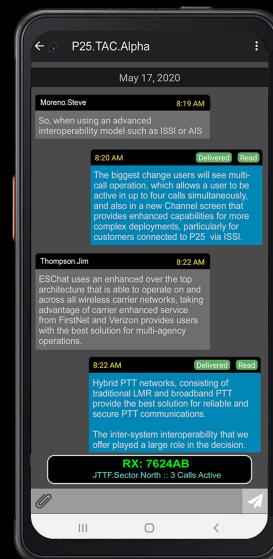 P25.TAC.Alpha
May 17, 2020
Moreno.Steve 8:19 AM
So, when using an advanced
interoperability model such as ISSI or AIS
8:20 AM Delivered Read
The biggest change users will see multi-
call operation, which allows a user to be
active in up to four calls simultaneously,
and also in a new Channel screen that
provides enhanced capabilities for more
complex deployments, particularly for
customers connected to P25 via ISSI.
Thompson.Jim 8:22 AM
ESChat uses an enhanced over the top
architecture that is able to operate on and
across all wireless carrier networks, taking
advantage of carrier enhanced service
from FirstNet and Verizon provides users
with the best solution for multi-agency
operations.
8:22 AM Delivered Read
Hybrid PTT networks, consisting of
traditional LMR and broadband PTT
provide the best solution for reliable and
secure PTT communications.
The inter-system interoperability that we
offer played a large role in the decision.
RX: 7624AB
JTTF.Sector.North :: 3 Calls Active